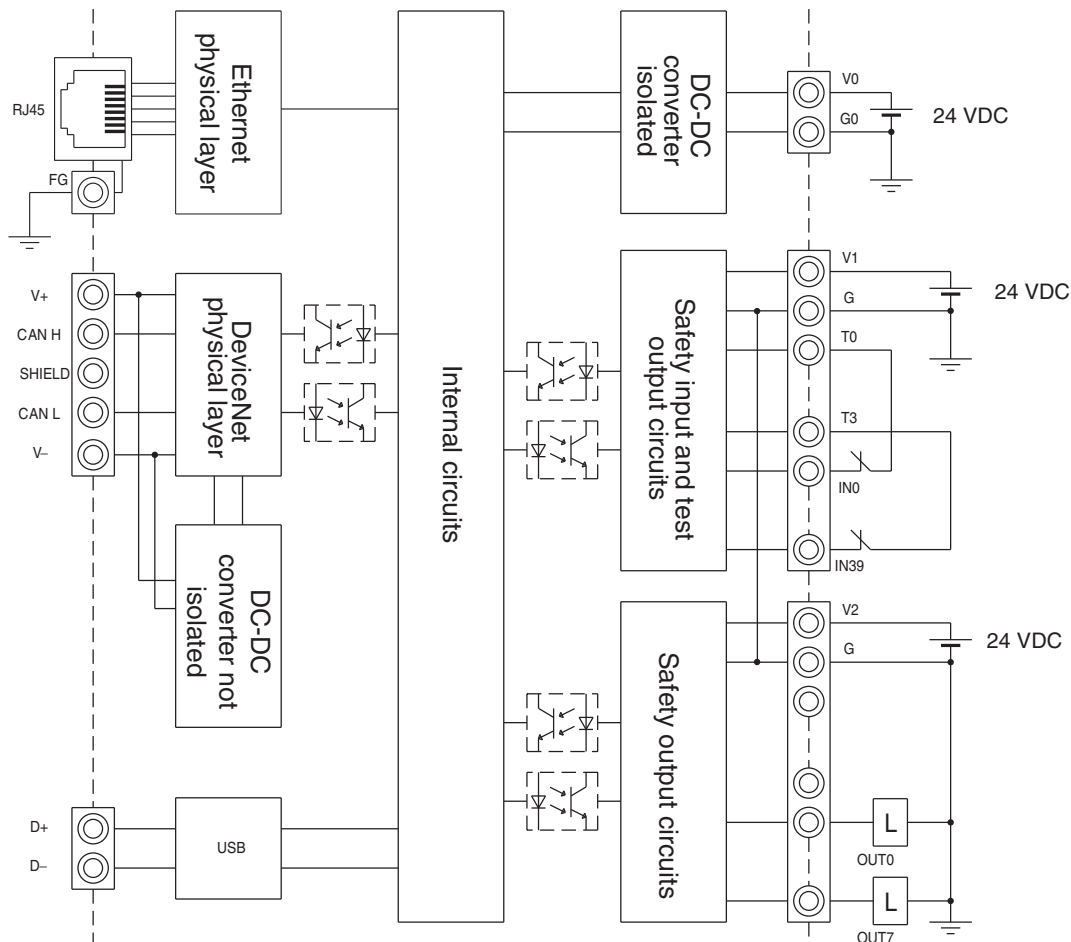 RJ45
FG
Ethernet
physical layer
V+
CAN H
SHIELD
CAN L
V–
DeviceNet
physical layer
DC-DC
converter not
isolated
D+
D–
USB
Internal circuits
DC-DC
converter
isolated
V0
G0
24 VDC
Safety input and test
output circuits
V1
G
24 VDC
T0
T3
IN0
IN39
Safety output circuits
V2
G
24 VDC
L
OUT0
L
OUT7